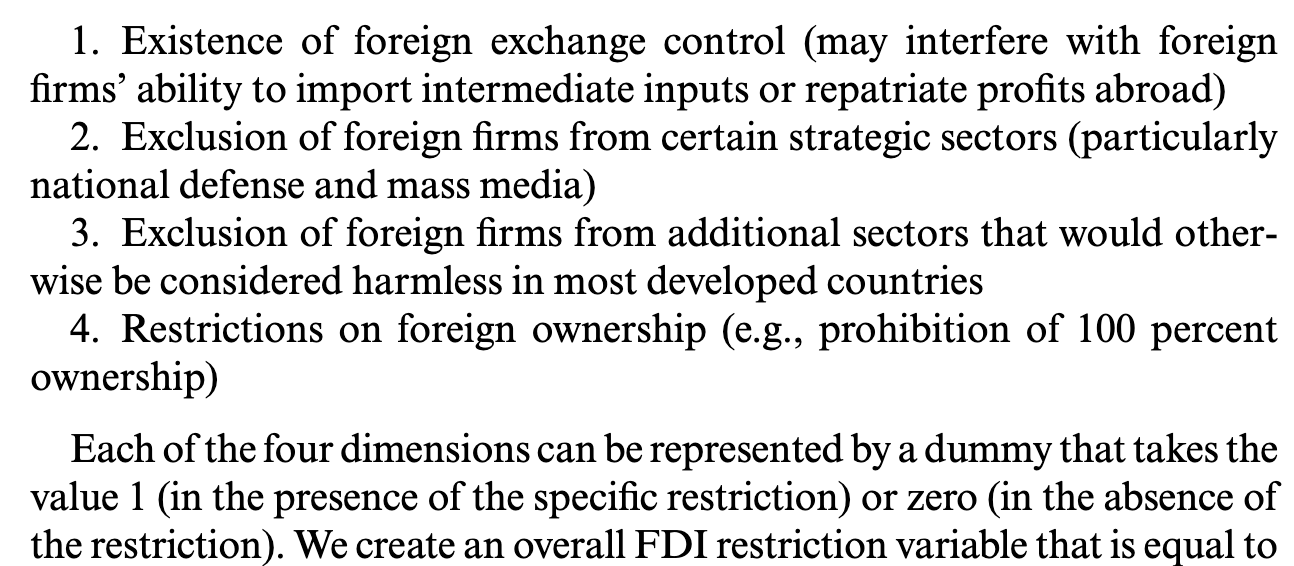 1. Existence of foreign exchange control (may interfere with foreign
firms’ ability to import intermediate inputs or repatriate profits abroad)
2. Exclusion of foreign firms from certain strategic sectors (particularly
national defense and mass media)
3. Exclusion of foreign firms from additional sectors that would other-
wise be considered harmless in most developed countries
4. Restrictions on foreign ownership (e.g., prohibition of 100 percent
ownership)
Each of the four dimensions can be represented by a dummy that takes the
value 1 (in the presence of the specific restriction) or zero (in the absence of
the restriction). We create an overall FDI restriction variable that is equal to